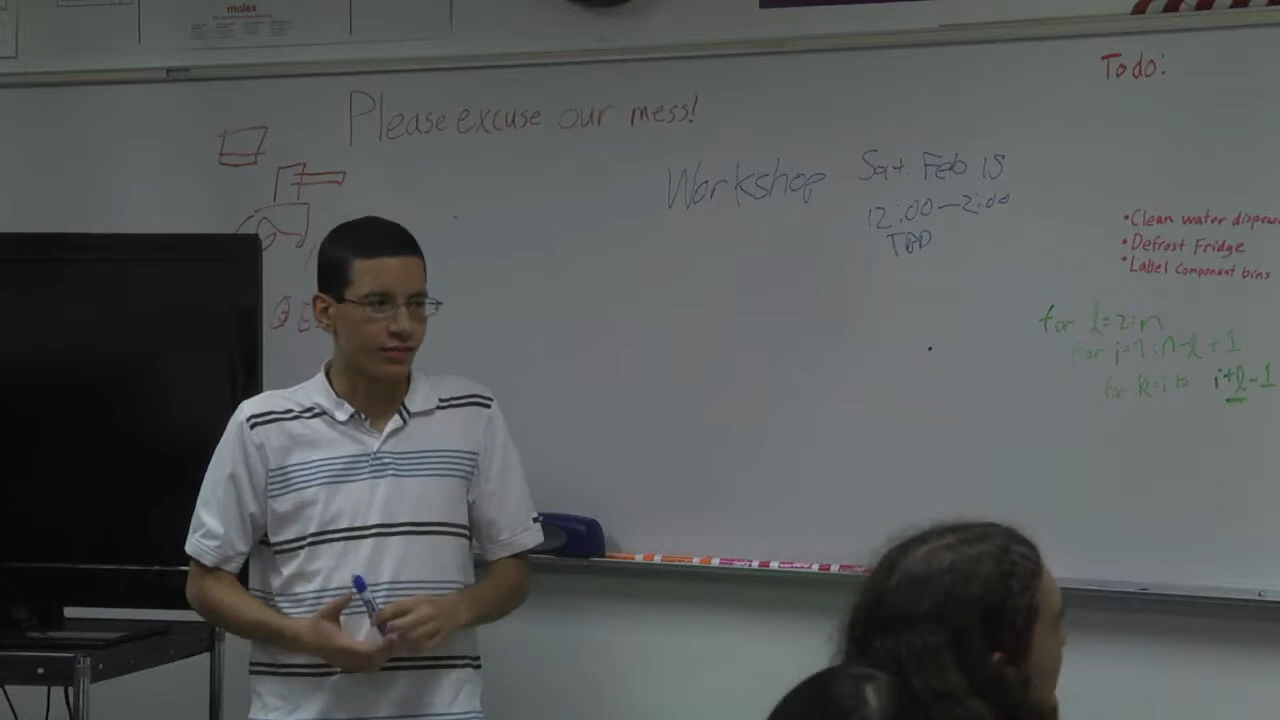 molex
Please excuse our mess!
Workshop
Sat. Feb 15
12:00-2:00
TBD
Todo:
• Clean water dispens
• Defrost Fridge
• Label component bins
for l=2:n
for i=1:n-l+1
for k=i to i+l-1